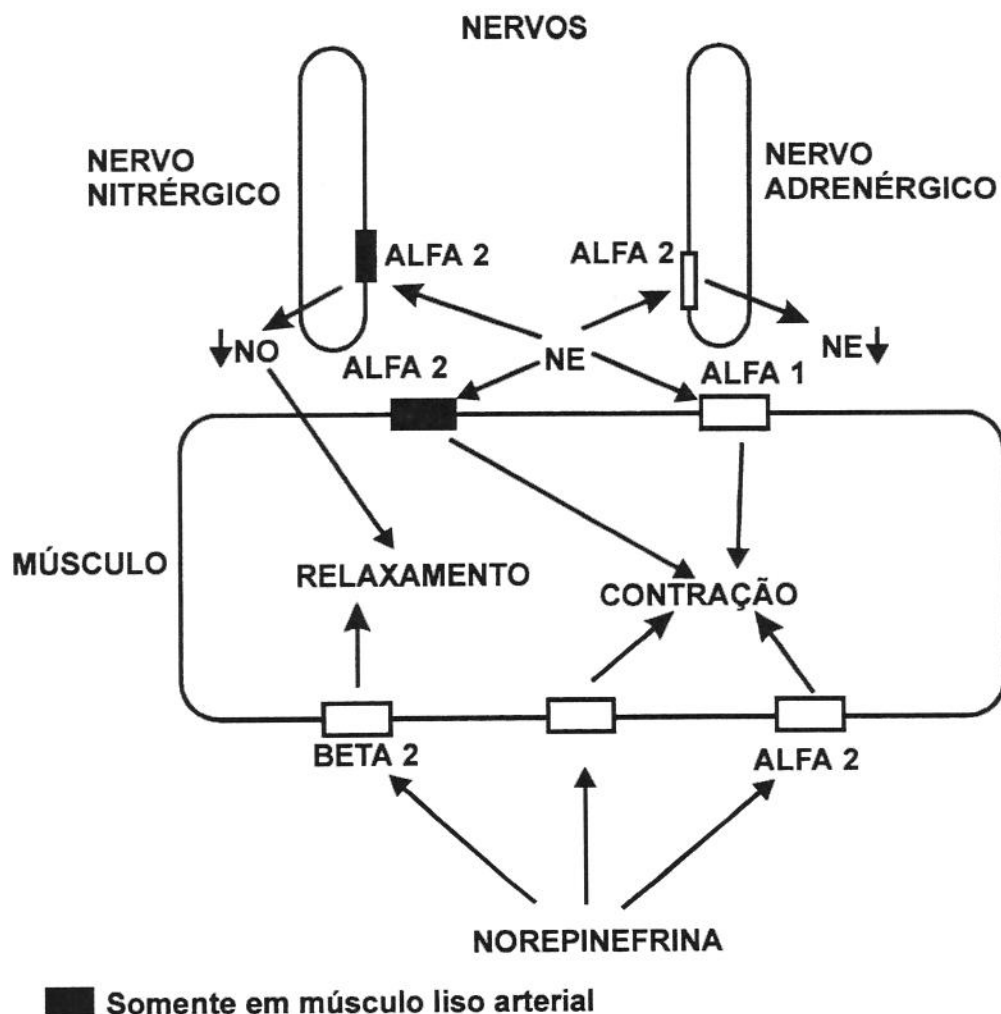 NERVOS
NERVO
NITRÉRGICO
NERVO
ADRENÉRGICO
ALFA 2
ALFA 2
NO
NE
NE
ALFA 2
ALFA 1
MÚSCULO
RELAXAMENTO
CONTRAÇÃO
BETA 2
ALFA 2
NOREPINEFRINA
Somente em músculo liso arterial